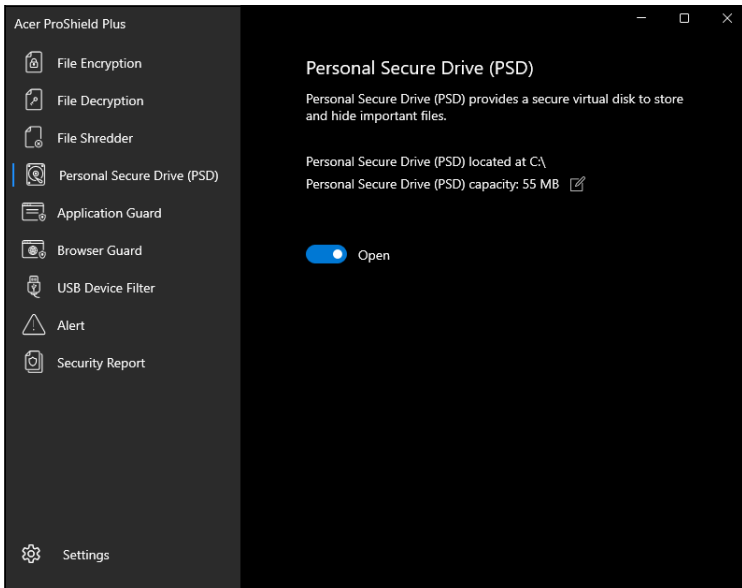 Acer ProShield Plus
File Encryption
File Decryption
File Shredder
Personal Secure Drive (PSD)
Application Guard
Browser Guard
USB Device Filter
Alert
Security Report
Settings
Personal Secure Drive (PSD)
Personal Secure Drive (PSD) provides a secure virtual disk to store
and hide important files.
Personal Secure Drive (PSD) located at C:\
Personal Secure Drive (PSD) capacity: 55 MB
Open